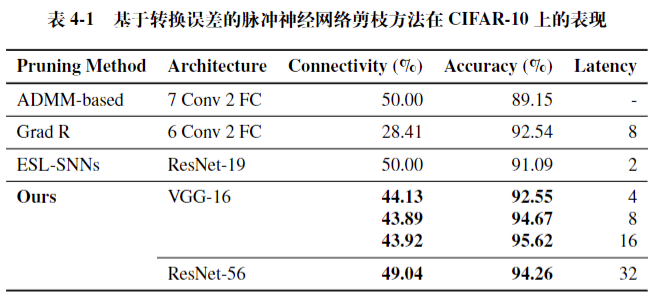 表 4-1 基于转换误差的脉冲神经网络剪枝方法在 CIFAR-10 上的表现
Pruning Method Architecture Connectivity (%) Accuracy (%) Latency
ADMM-based 7 Conv 2 FC 50.00 89.15 -
Grad R 6 Conv 2 FC 28.41 92.54 8
ESL-SNNs ResNet-19 50.00 91.09 2
Ours VGG-16 44.13 92.55 4
43.89 94.67 8
43.92 95.62 16
ResNet-56 49.04 94.26 32